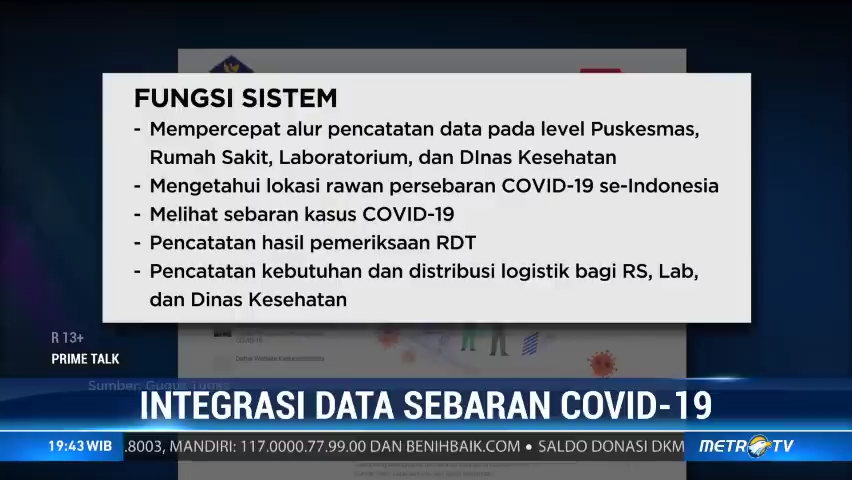 FUNGSI SISTEM
- Mempercepat alur pencatatan data pada level Puskesmas,
Rumah Sakit, Laboratorium, dan DInas Kesehatan
- Mengetahui lokasi rawan persebaran COVID-19 se-Indonesia
- Melihat sebaran kasus COVID-19
- Pencatatan hasil pemeriksaan RDT
- Pencatatan kebutuhan dan distribusi logistik bagi RS, Lab,
dan Dinas Kesehatan
R 13+
PRIME TALK
Sumber: Gugus Tugas
INTEGRASI DATA SEBARAN COVID-19
19:43 WIB .8003, MANDIRI: 117.0000.77.99.00 DAN BENIHBAIK.COM • SALDO DONASI DKM METRO TV